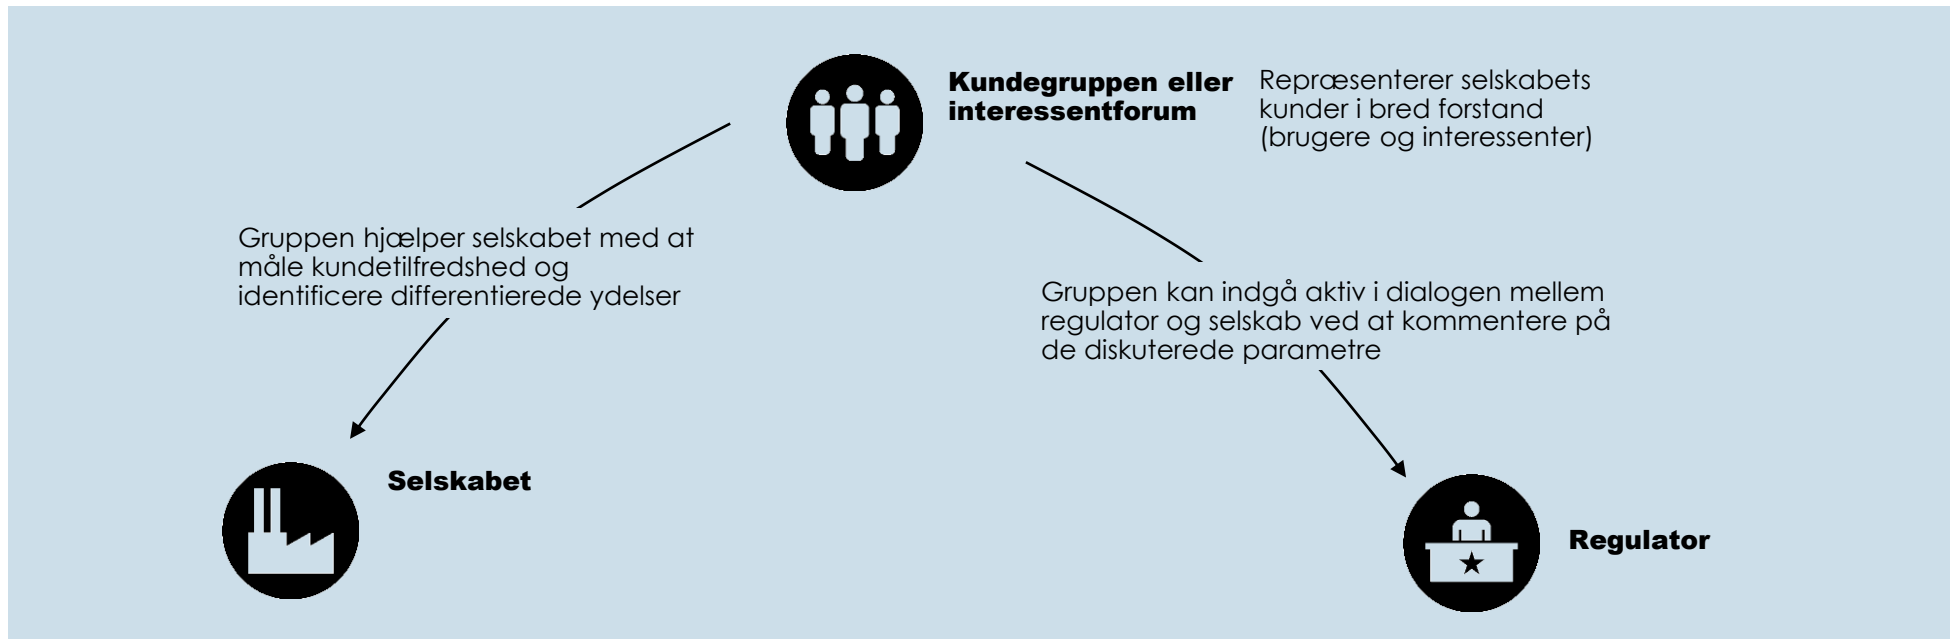 Kundegruppen eller
interessentforum
Repræsenterer selskabets
kunder i bred forstand
(brugere og interessenter)
Gruppen hjælper selskabet med at
måle kundetilfredshed og
identificere differentierede ydelser
Gruppen kan indgå aktiv i dialogen mellem
regulator og selskab ved at kommentere på
de diskuterede parametre
Selskabet
Regulator